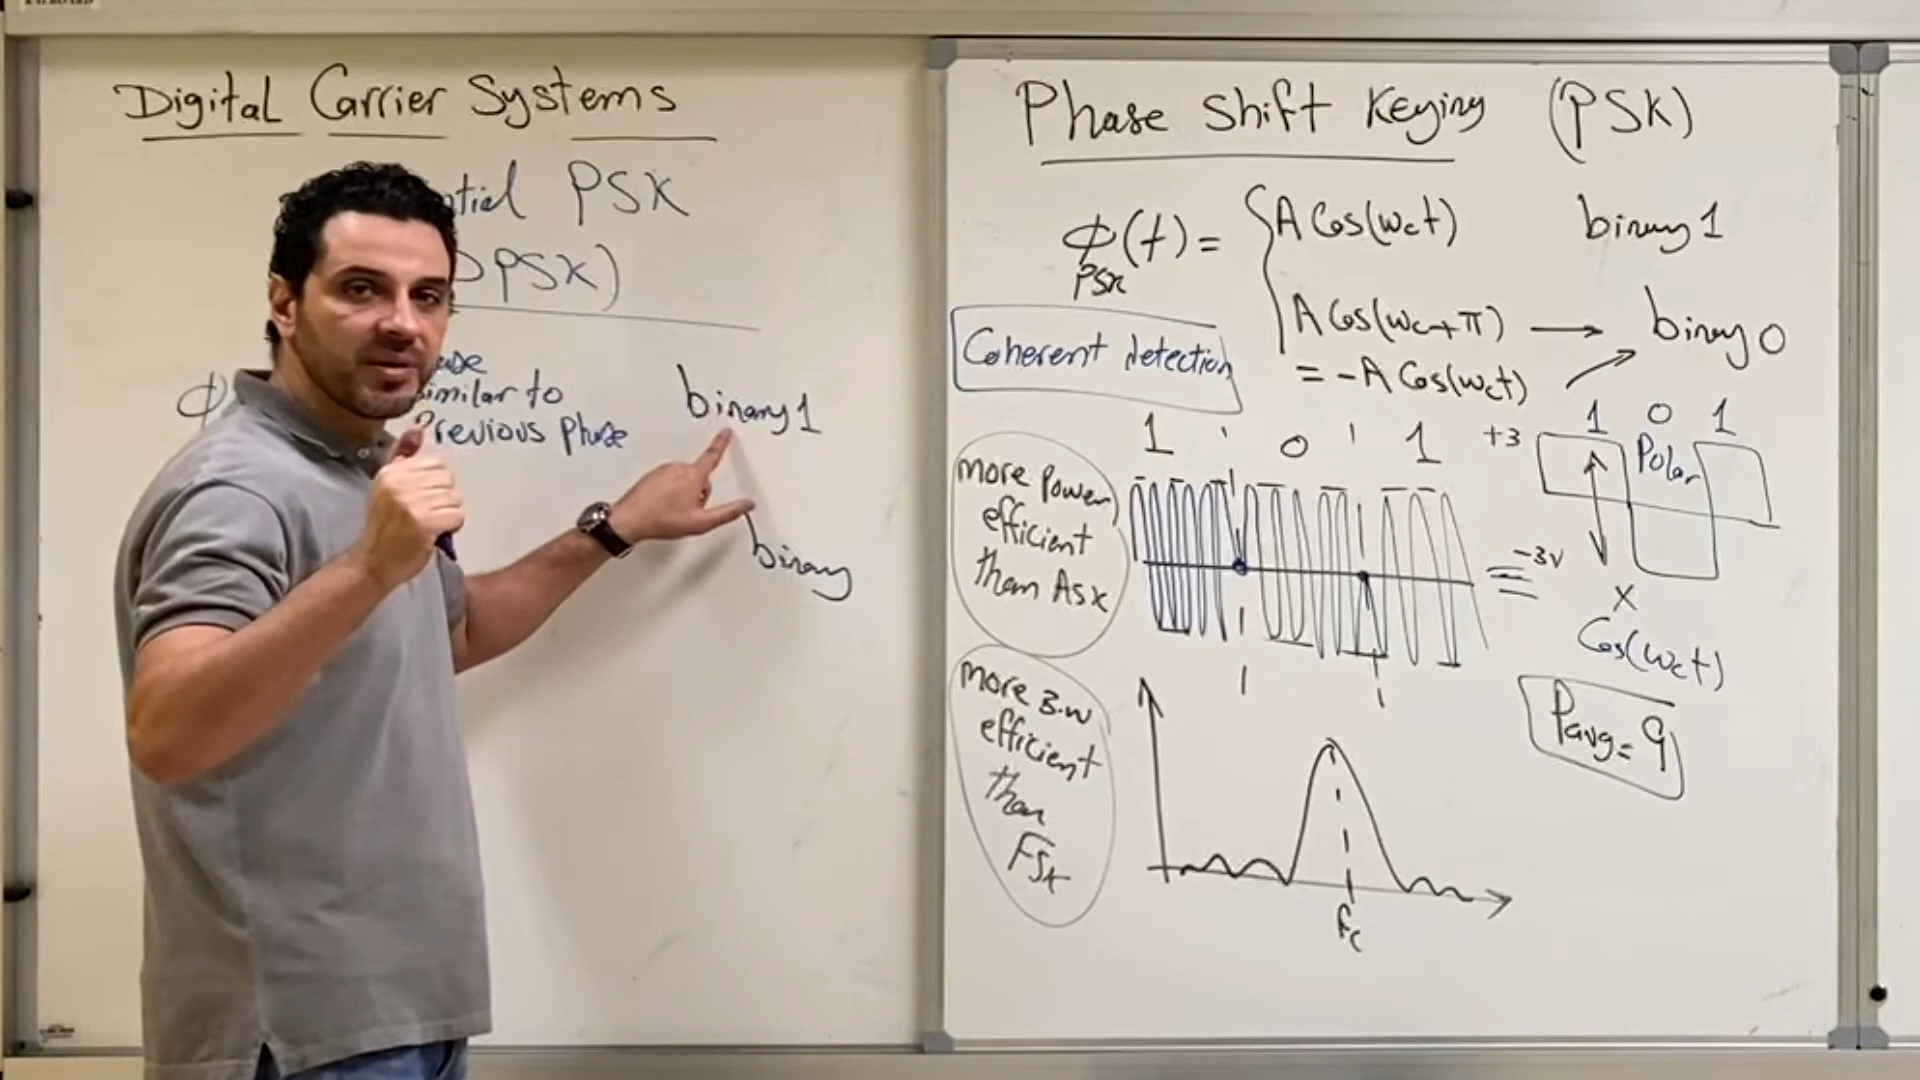 Digital Carrier Systems
ntial PSK
DPSK)
ase
similar to
Previous Phase
binary 1
binary
ϕ
Phase Shift Keying (PSK)
ϕ(t) = { A Cos(wct) binary 1
PSK
A Cos(wc+π) → binary 0
= -A Cos(wct)
Coherent detection
1 0 1
+3
1 0 1
Polar
-3v
X
Cos(wct)
Pavg= 9
more Power
efficient
than ASK
more B.W
efficient
than
FSK
fc